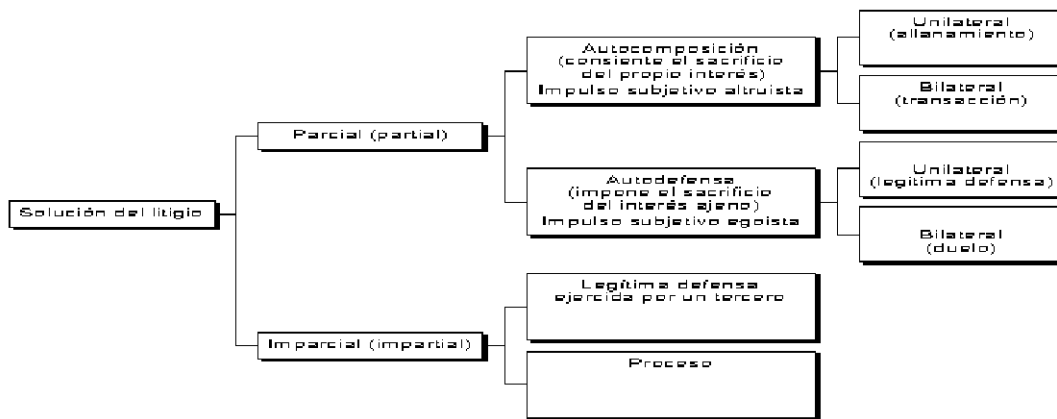 Solución del litigio
Parcial (partial)
Autocomposición
(consiente el sacrificio
del propio interés)
Impulso subjetivo altruista
Unilateral
(allanamiento)
Bilateral
(transacción)
Autodefensa
(impone el sacrificio
del interés ajeno)
Impulso subjetivo egoista
Unilateral
(legítima defensa)
Bilateral
(duelo)
Imparcial (impartial)
Legítima defensa
ejercida por un tercero
Proceso